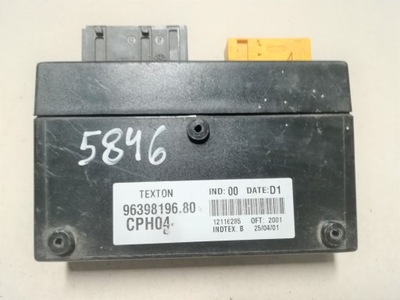 5846
TEXTON
96398196.80
CPH04
IND: 00 DATE: D1
12116285 OFT: 2001
INDTEX. B 25/04/01